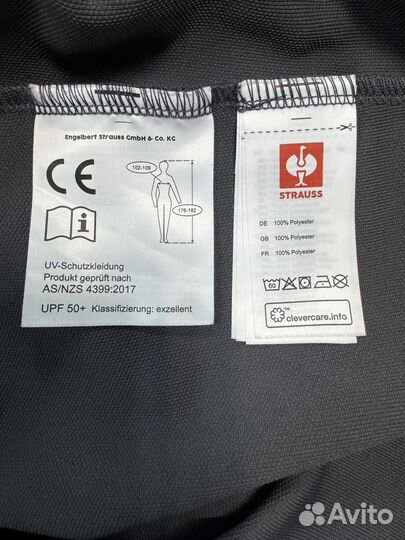 Engelbert Strauss GmbH & Co. KG
CE
102-109
176-182
i
UV-Schutzkleidung
Produkt geprüft nach
AS/NZS 4399:2017
UPF 50+ Klassifizierung: exzellent
STRAUSS
DE 100% Polyester
GB 100% Polyester
FR 100% Polyester
60
™
clevercare.info
Avito